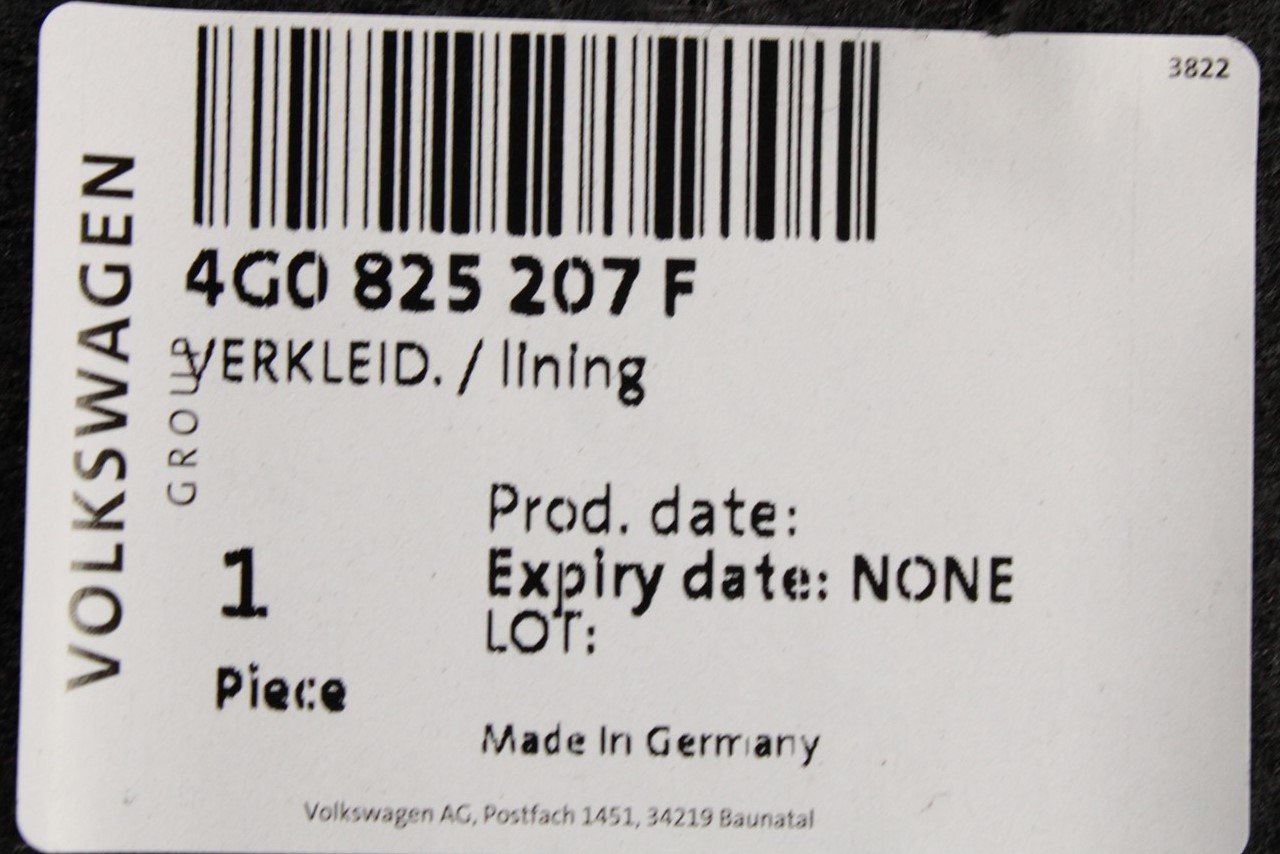 3822
VOLKSWAGEN
GROUP
4G0 825 207 F
VERKLEID. / lining
Prod. date:
1
Expiry date: NONE
LOT:
Piece
Made In Germany
Volkswagen AG, Postfach 1451, 34219 Baunatal